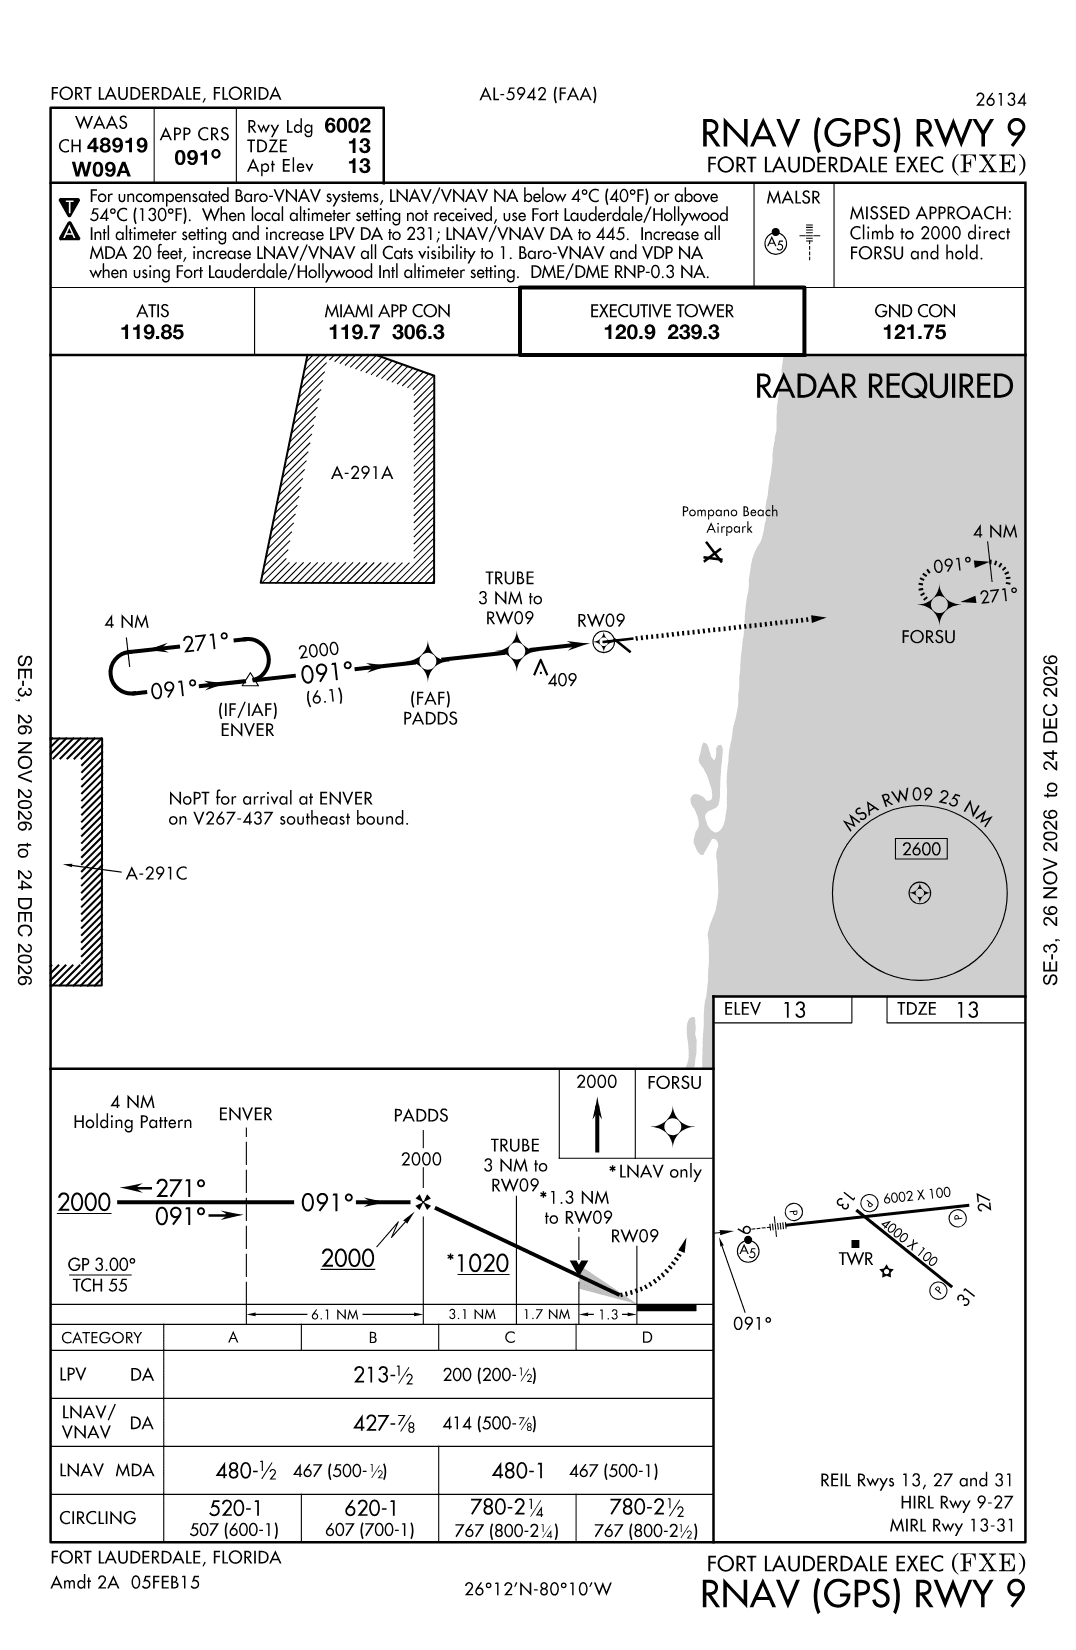 FORT LAUDERDALE, FLORIDA
AL-5942 (FAA)
26134
WAAS
CH 48919
W09A
APP CRS
091°
Rwy Ldg 6002
TDZE 13
Apt Elev 13
RNAV (GPS) RWY 9
FORT LAUDERDALE EXEC (FXE)
T
A
For uncompensated Baro-VNAV systems, LNAV/VNAV NA below 4°C (40°F) or above
54°C (130°F). When local altimeter setting not received, use Fort Lauderdale/Hollywood
Intl altimeter setting and increase LPV DA to 231; LNAV/VNAV DA to 445. Increase all
MDA 20 feet, increase LNAV/VNAV all Cats visibility to 1. Baro-VNAV and VDP NA
when using Fort Lauderdale/Hollywood Intl altimeter setting. DME/DME RNP-0.3 NA.
MALSR
A5
MISSED APPROACH:
Climb to 2000 direct
FORSU and hold.
ATIS
119.85
MIAMI APP CON
119.7 306.3
EXECUTIVE TOWER
120.9 239.3
GND CON
121.75
RADAR REQUIRED
A-291A
Pompano Beach
Airpark
4 NM
091°
271°
FORSU
TRUBE
3 NM to
RW09
RW09
4 NM
271°
091°
2000
091°
(6.1)
409
(IF/IAF)
ENVER
(FAF)
PADDS
NoPT for arrival at ENVER
on V267-437 southeast bound.
A-291C
MSA RW09 25 NM
2600
SE-3, 26 NOV 2026 to 24 DEC 2026
SE-3, 26 NOV 2026 to 24 DEC 2026
ELEV 13
TDZE 13
4 NM
Holding Pattern
ENVER
PADDS
2000
TRUBE
3 NM to
RW09
2000
FORSU
*LNAV only
*1.3 NM
to RW09
RW09
2000
271°
091°
091°
2000
*1020
GP 3.00°
TCH 55
6.1 NM
3.1 NM
1.7 NM
1.3
13
P
6002 X 100
27
P
P
4000 X 100
A5
TWR
P
31
091°
CATEGORY A B C D
LPV DA 213-½ 200 (200-½)
LNAV/
VNAV DA 427-⅞ 414 (500-⅞)
LNAV MDA 480-½ 467 (500-½) 480-1 467 (500-1)
CIRCLING
520-1
507 (600-1)
620-1
607 (700-1)
780-2¼
767 (800-2¼)
780-2½
767 (800-2½)
REIL Rwys 13, 27 and 31
HIRL Rwy 9-27
MIRL Rwy 13-31
FORT LAUDERDALE, FLORIDA
Amdt 2A 05FEB15
26°12'N-80°10'W
FORT LAUDERDALE EXEC (FXE)
RNAV (GPS) RWY 9